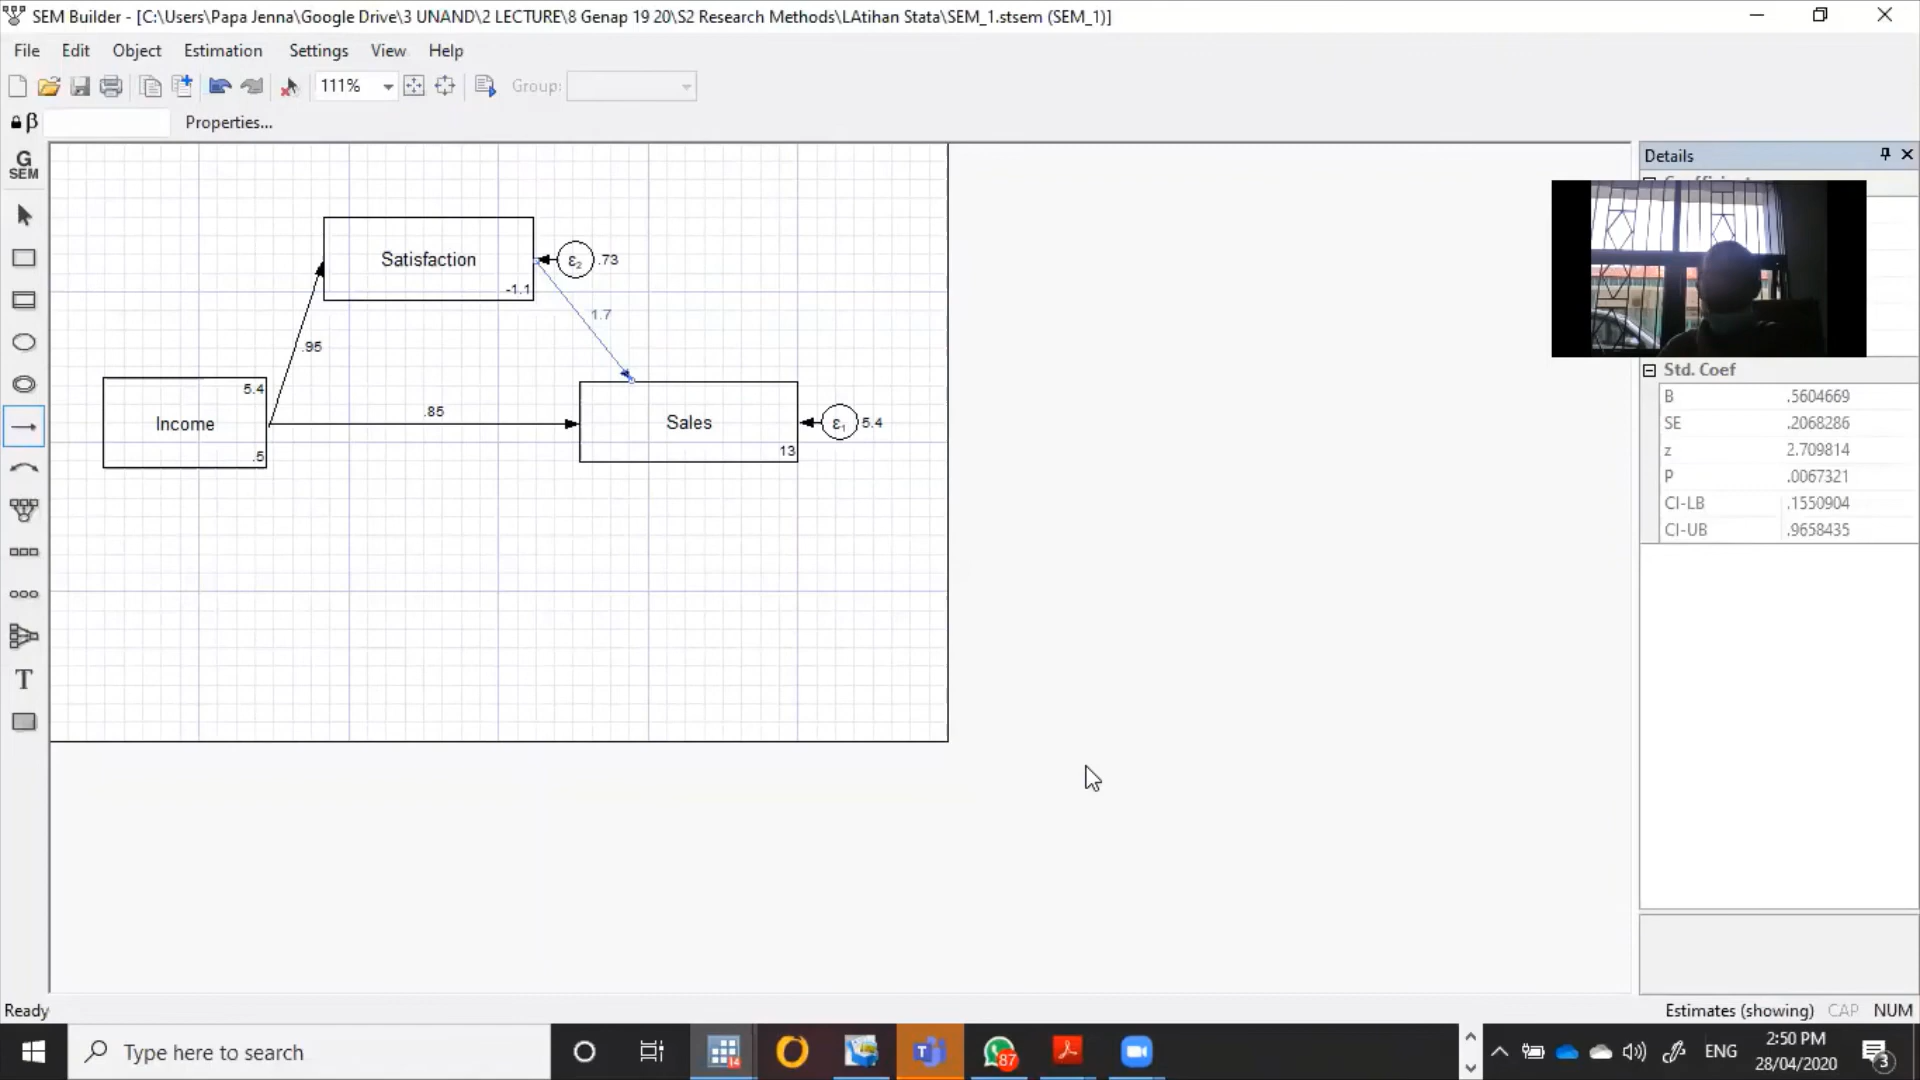 SEM Builder - [C:\Users\Papa Jenna\Google Drive\3 UNAND\2 LECTURE\8 Genap 19 20\S2 Research Methods\LAtihan Stata\SEM_1.stsem (SEM_1)]
File Edit Object Estimation Settings View Help
111% Group:
β Properties...
G
SEM
Details
Satisfaction
-1.1
ε2 .73
1.7
.95
5.4
Income
.5
.85
Sales
13
ε1 5.4
Std. Coef
B .5604669
SE .2068286
z 2.709814
P .0067321
CI-LB .1550904
CI-UB .9658435
T
Ready
Estimates (showing) CAP NUM
Type here to search
14
87
ENG
2:50 PM
28/04/2020
3